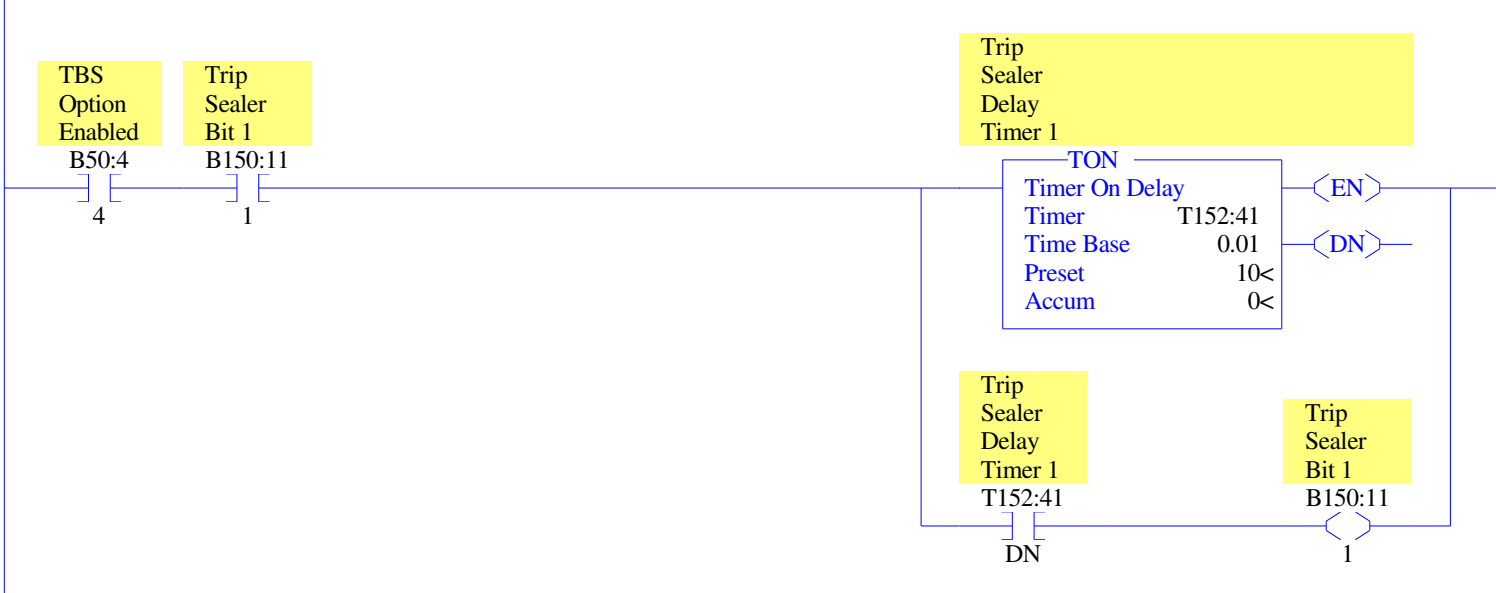 TBS
Option
Enabled
B50:4
4
Trip
Sealer
Bit 1
B150:11
1
Trip
Sealer
Delay
Timer 1
TON
Timer On Delay
Timer T152:41
Time Base 0.01
Preset 10<
Accum 0<
EN
DN
Trip
Sealer
Delay
Timer 1
T152:41
DN
Trip
Sealer
Bit 1
B150:11
1